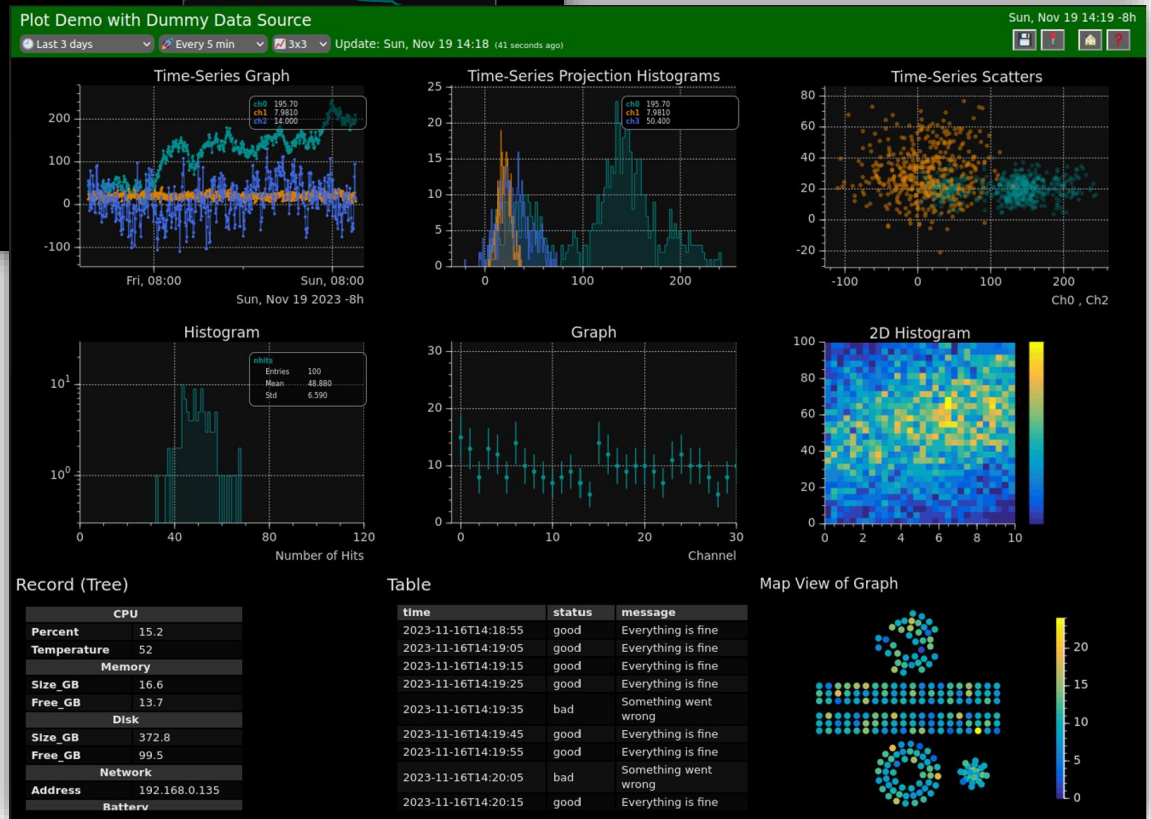 Plot Demo with Dummy Data Source
Sun, Nov 19 14:19 -8h
Last 3 days
Every 5 min
3x3
Update: Sun, Nov 19 14:18 (41 seconds ago)
Time-Series Graph
ch0 195.70
ch1 7.9810
ch2 14.000
200
100
0
-100
Fri, 08:00
Sun, 08:00
Sun, Nov 19 2023 -8h
Time-Series Projection Histograms
ch0 195.70
ch1 7.9810
ch3 50.400
25
20
15
10
5
0
0 100 200
Time-Series Scatters
80
60
40
20
0
-20
-100 0 100 200
Ch0 , Ch2
Histogram
nhits
Entries 100
Mean 48.880
Std 6.590
10¹
10⁰
0 40 80 120
Number of Hits
Graph
30
20
10
0
0 10 20 30
Channel
2D Histogram
100
80
60
40
20
0
0 2 4 6 8 10
Record (Tree)
CPU
Percent 15.2
Temperature 52
Memory
Size_GB 16.6
Free_GB 13.7
Disk
Size_GB 372.8
Free_GB 99.5
Network
Address 192.168.0.135
Battery
Table
time status message
2023-11-16T14:18:55 good Everything is fine
2023-11-16T14:19:05 good Everything is fine
2023-11-16T14:19:15 good Everything is fine
2023-11-16T14:19:25 good Everything is fine
2023-11-16T14:19:35 bad Something went
wrong
2023-11-16T14:19:45 good Everything is fine
2023-11-16T14:19:55 good Everything is fine
2023-11-16T14:20:05 bad Something went
wrong
2023-11-16T14:20:15 good Everything is fine
Map View of Graph
20
15
10
5
0